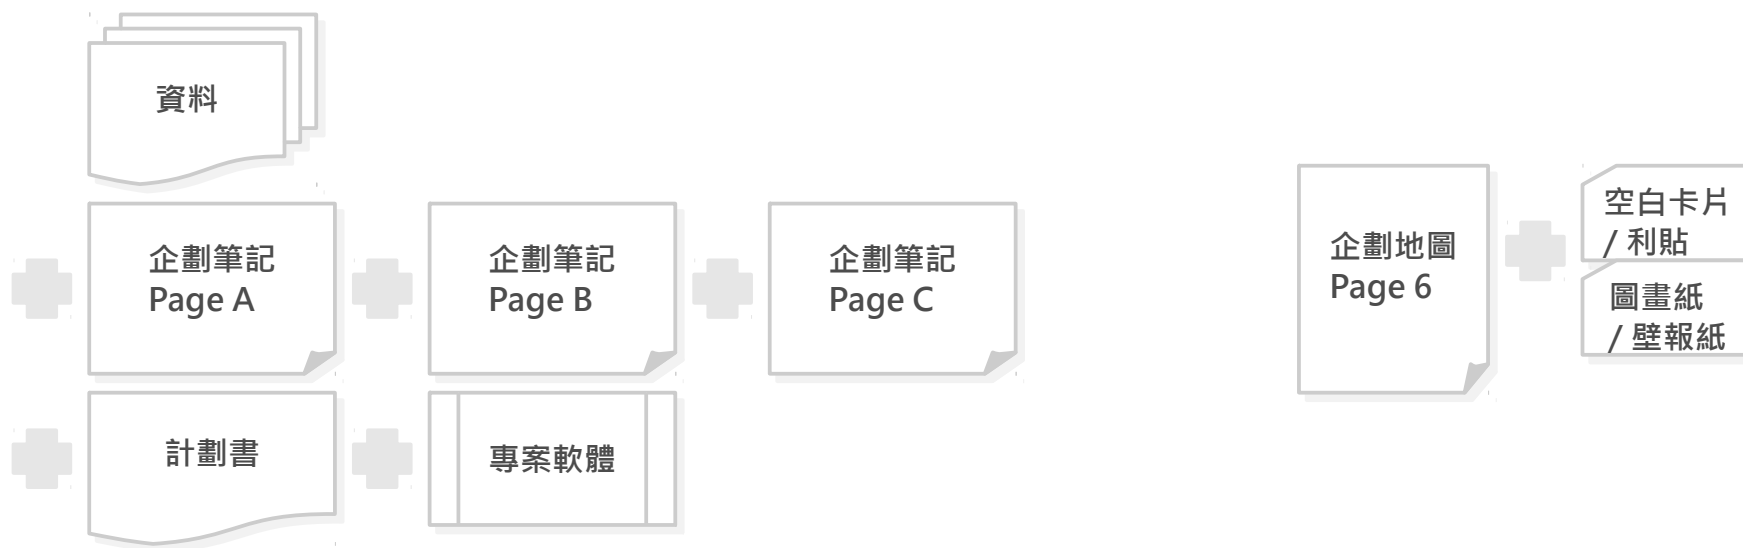 資料
企劃筆記
Page A
企劃筆記
Page B
企劃筆記
Page C
計劃書
專案軟體
企劃地圖
Page 6
空白卡片
/ 利貼
圖畫紙
/ 壁報紙